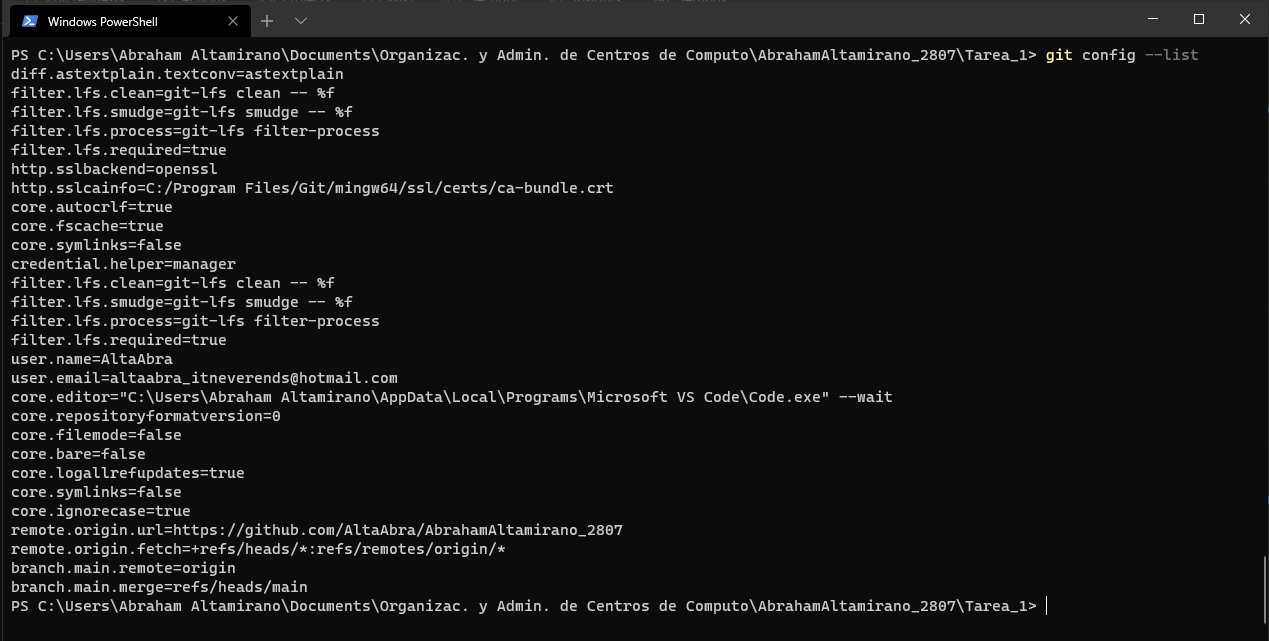 Windows PowerShell
PS C:\Users\Abraham Altamirano\Documents\Organizac. y Admin. de Centros de Computo\AbrahamAltamirano_2807\Tarea_1> git config --list
diff.astextplain.textconv=astextplain
filter.lfs.clean=git-lfs clean -- %f
filter.lfs.smudge=git-lfs smudge -- %f
filter.lfs.process=git-lfs filter-process
filter.lfs.required=true
http.sslbackend=openssl
http.sslcainfo=C:/Program Files/Git/mingw64/ssl/certs/ca-bundle.crt
core.autocrlf=true
core.fscache=true
core.symlinks=false
credential.helper=manager
filter.lfs.clean=git-lfs clean -- %f
filter.lfs.smudge=git-lfs smudge -- %f
filter.lfs.process=git-lfs filter-process
filter.lfs.required=true
user.name=AltaAbra
user.email=altaabra_itneverends@hotmail.com
core.editor="C:\Users\Abraham Altamirano\AppData\Local\Programs\Microsoft VS Code\Code.exe" --wait
core.repositoryformatversion=0
core.filemode=false
core.bare=false
core.logallrefupdates=true
core.symlinks=false
core.ignorecase=true
remote.origin.url=https://github.com/AltaAbra/AbrahamAltamirano_2807
remote.origin.fetch=+refs/heads/*:refs/remotes/origin/*
branch.main.remote=origin
branch.main.merge=refs/heads/main
PS C:\Users\Abraham Altamirano\Documents\Organizac. y Admin. de Centros de Computo\AbrahamAltamirano_2807\Tarea_1>